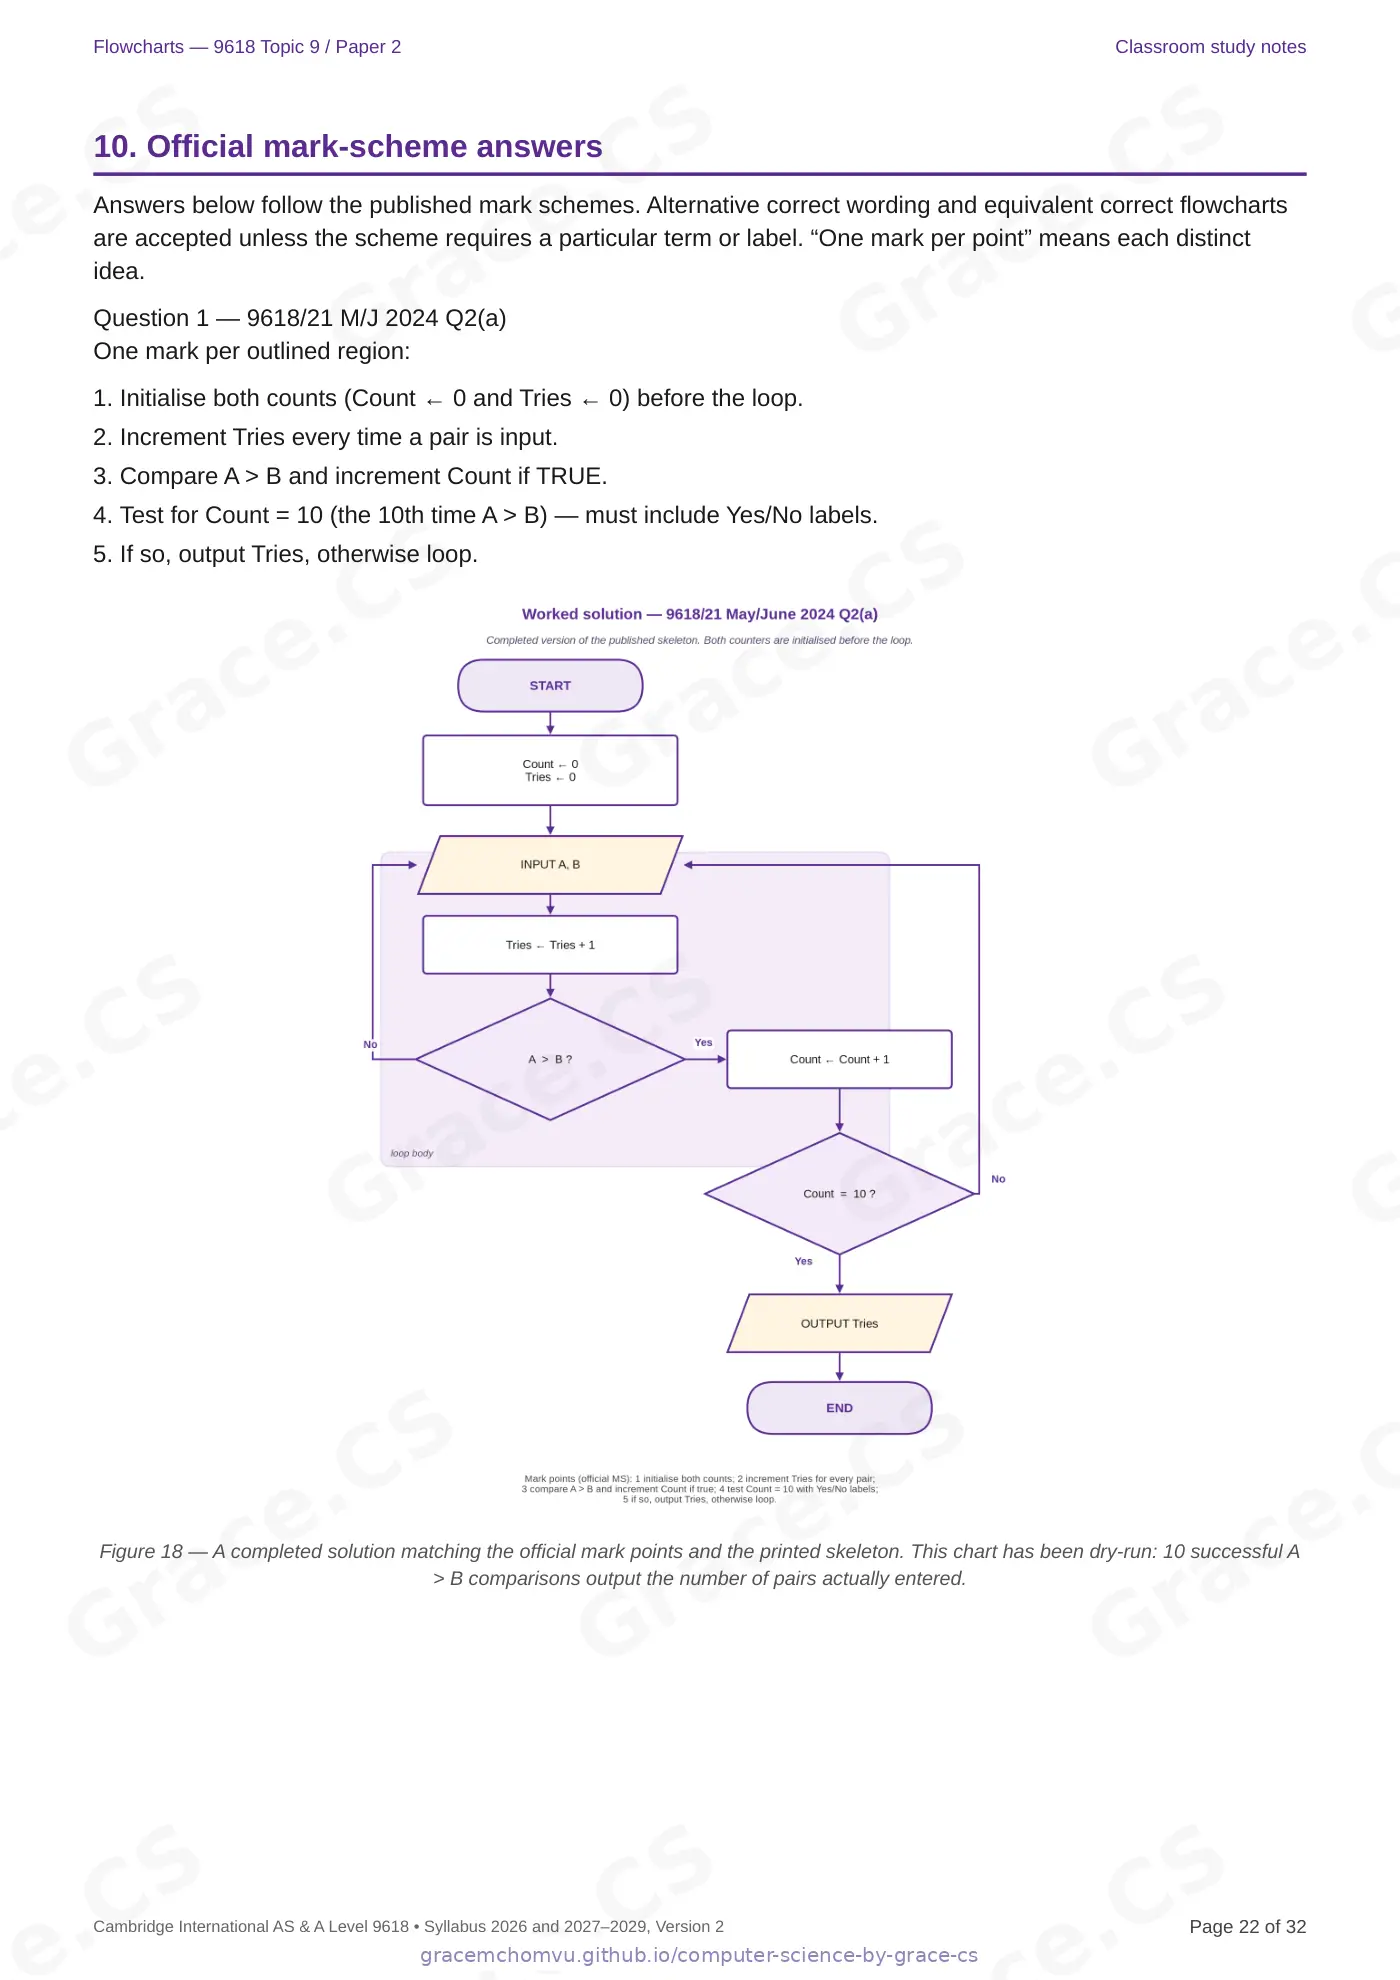 Flowcharts — 9618 Topic 9 / Paper 2
Classroom study notes
10. Official mark-scheme answers
Answers below follow the published mark schemes. Alternative correct wording and equivalent correct flowcharts
are accepted unless the scheme requires a particular term or label. “One mark per point” means each distinct
idea.
Question 1 — 9618/21 M/J 2024 Q2(a)
One mark per outlined region:
1. Initialise both counts (Count ← 0 and Tries ← 0) before the loop.
2. Increment Tries every time a pair is input.
3. Compare A > B and increment Count if TRUE.
4. Test for Count = 10 (the 10th time A > B) — must include Yes/No labels.
5. If so, output Tries, otherwise loop.
Worked solution — 9618/21 May/June 2024 Q2(a)
Completed version of the published skeleton. Both counters are initialised before the loop.
START
Count ← 0
Tries ← 0
INPUT A, B
Tries ← Tries + 1
No
A > B ?
Yes
Count ← Count + 1
loop body
Count = 10 ?
No
Yes
OUTPUT Tries
END
Mark points (official MS): 1 initialise both counts; 2 increment Tries for every pair;
3 compare A > B and increment Count if true; 4 test Count = 10 with Yes/No labels;
5 if so, output Tries, otherwise loop.
Figure 18 — A completed solution matching the official mark points and the printed skeleton. This chart has been dry-run: 10 successful A
> B comparisons output the number of pairs actually entered.
Cambridge International AS & A Level 9618 • Syllabus 2026 and 2027–2029, Version 2
Page 22 of 32
gracemchomvu.github.io/computer-science-by-grace-cs
Grace.CS